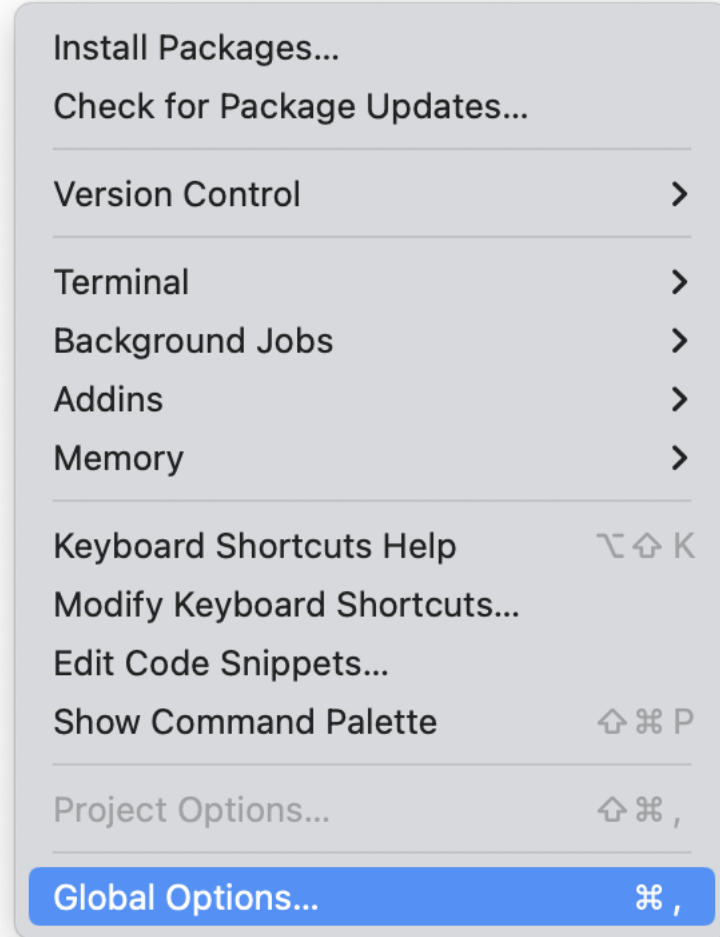 Install Packages...
Check for Package Updates...
Version Control
Terminal
Background Jobs
Addins
Memory
Keyboard Shortcuts Help ⌥⇧ K
Modify Keyboard Shortcuts...
Edit Code Snippets...
Show Command Palette ⇧⌘ P
Project Options... ⇧⌘ ,
Global Options... ⌘ ,